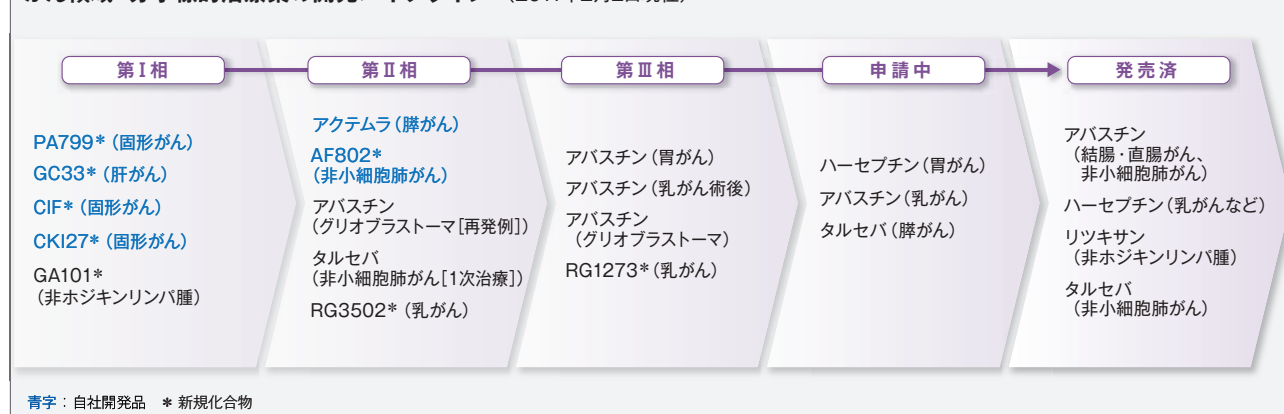 第Ⅰ相
PA799*(固形がん)
GC33*(肝がん)
CIF*(固形がん)
CKI27*(固形がん)
GA101*
(非ホジキンリンパ腫)
第Ⅱ相
アクテムラ(膵がん)
AF802*
(非小細胞肺がん)
アバスチン
(グリオブラストーマ[再発例])
タルセバ
(非小細胞肺がん[1次治療])
RG3502*(乳がん)
第Ⅲ相
アバスチン(胃がん)
アバスチン(乳がん術後)
アバスチン
(グリオブラストーマ)
RG1273*(乳がん)
申請中
ハーセプチン(胃がん)
アバスチン(乳がん)
タルセバ(膵がん)
発売済
アバスチン
(結腸・直腸がん、
非小細胞肺がん)
ハーセプチン(乳がんなど)
リツキサン
(非ホジキンリンパ腫)
タルセバ
(非小細胞肺がん)
青字:自社開発品 *新規化合物